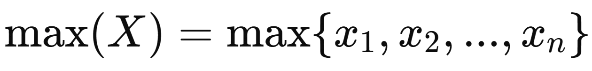 max(X) = max{x₁, x₂, ..., xₙ}